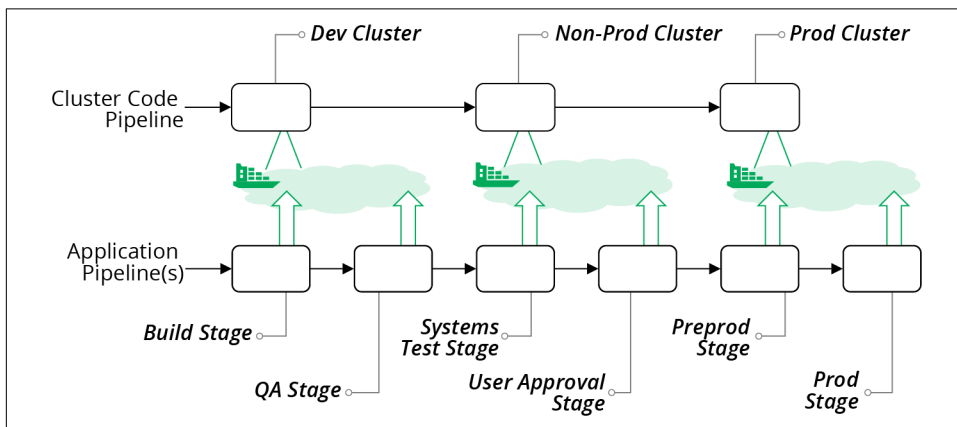 Dev Cluster
Non-Prod Cluster
Prod Cluster
Cluster Code
Pipeline
Application
Pipeline(s)
Build Stage
QA Stage
Systems
Test Stage
User Approval
Stage
Preprod
Stage
Prod
Stage